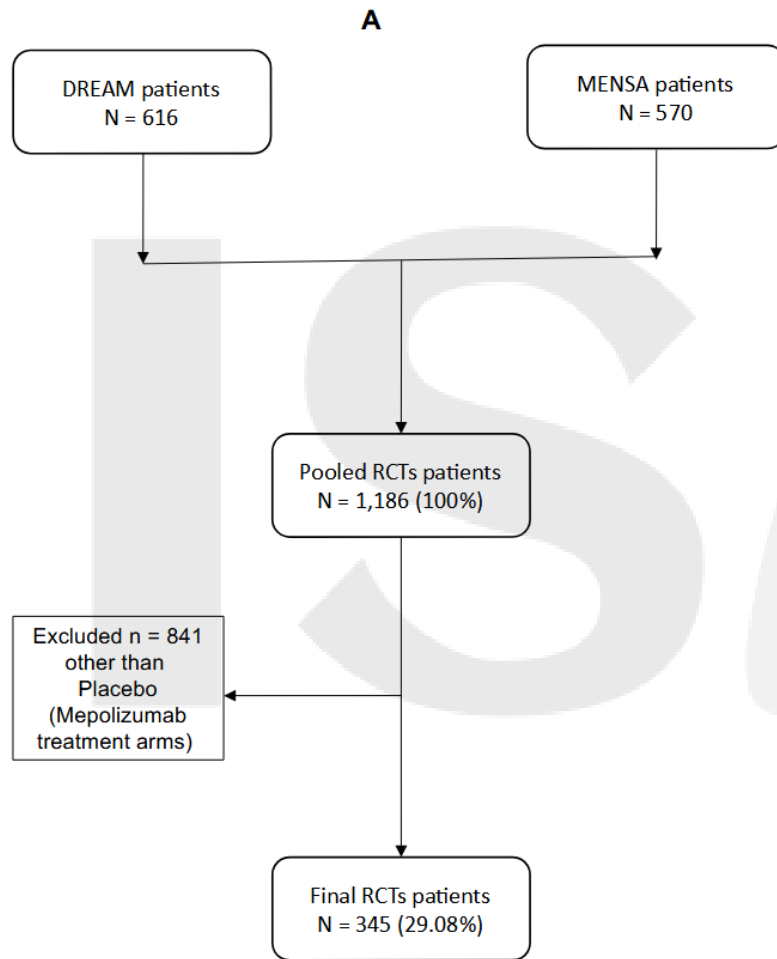 A
DREAM patients
N = 616
MENSA patients
N = 570
Pooled RCTs patients
N = 1,186 (100%)
Excluded n = 841
other than
Placebo
(Mepolizumab
treatment arms)
Final RCTs patients
N = 345 (29.08%)